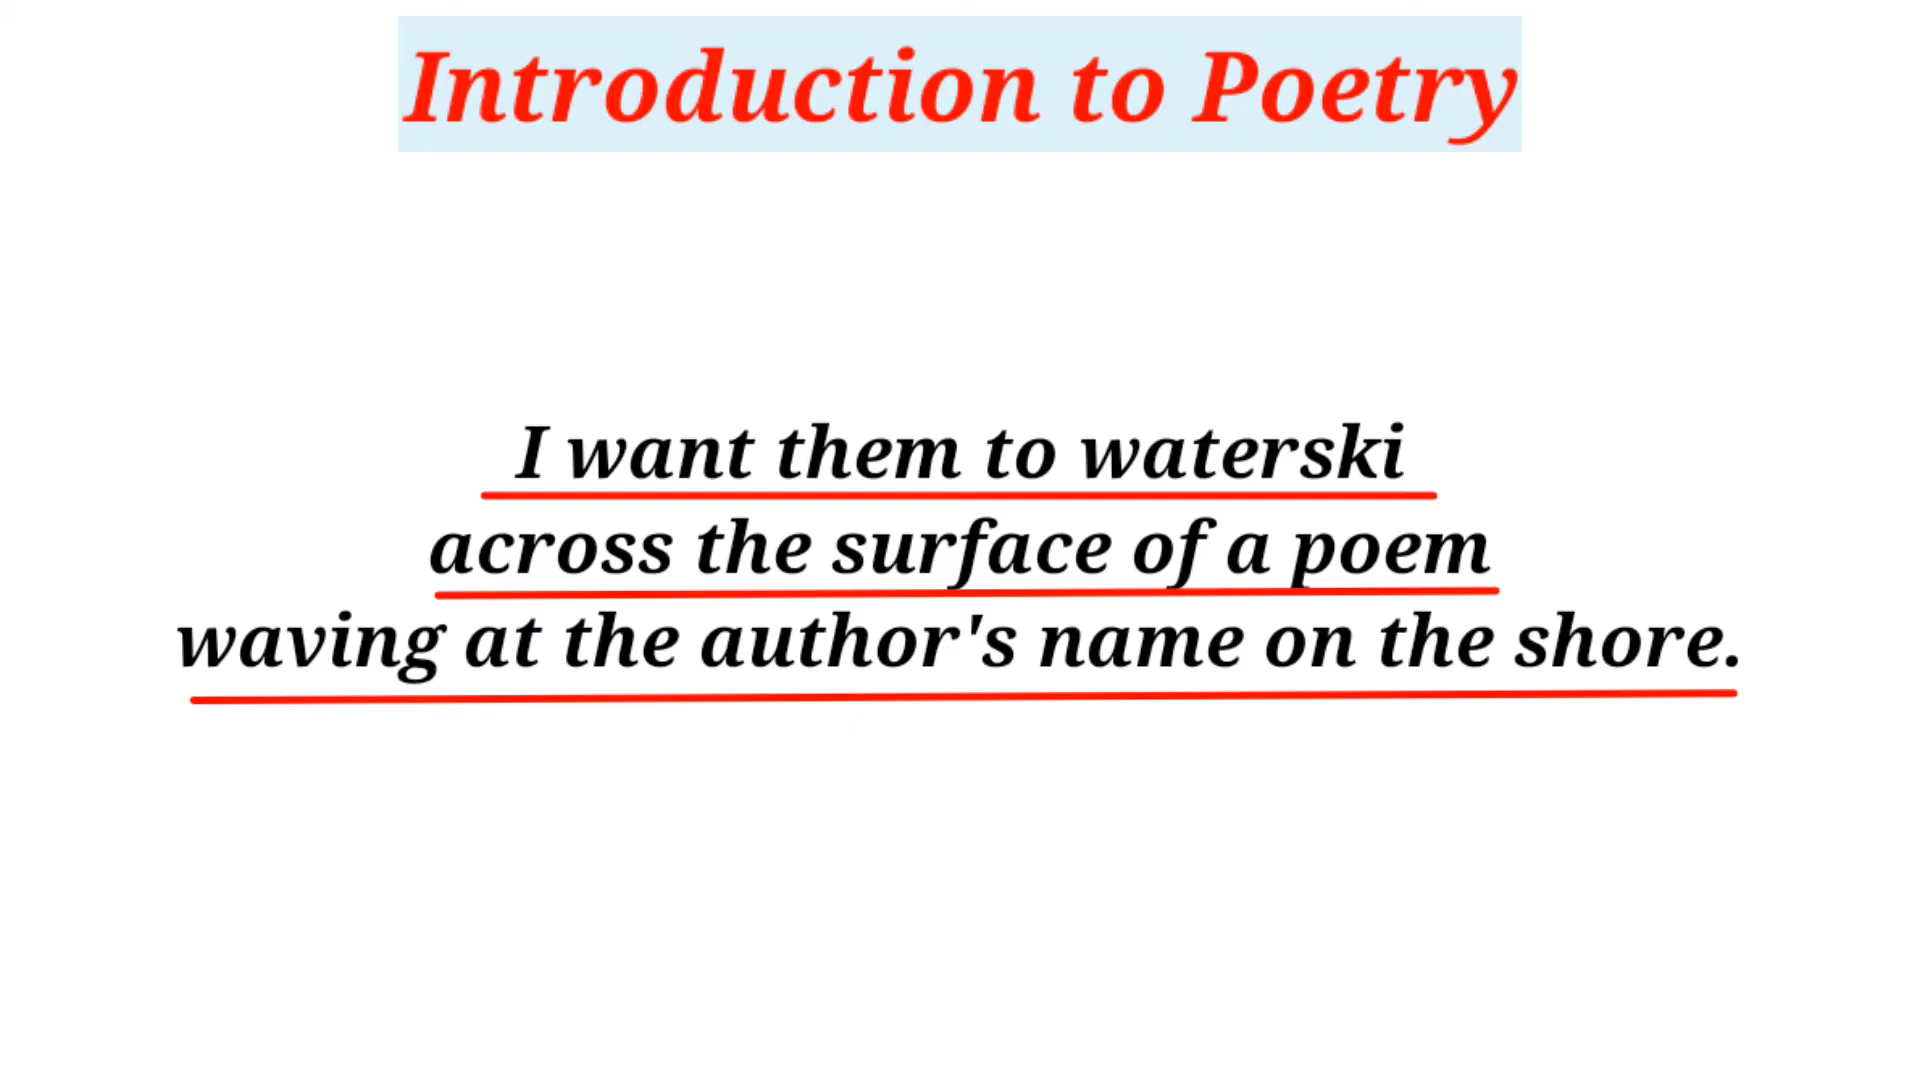 Introduction to Poetry
I want them to waterski
across the surface of a poem
waving at the author's name on the shore.